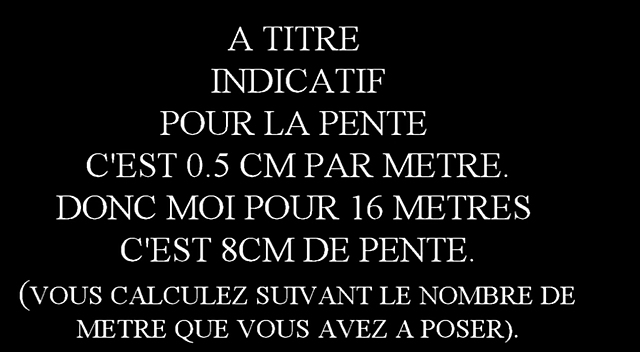 A TITRE
INDICATIF
POUR LA PENTE
C'EST 0.5 CM PAR METRE.
DONC MOI POUR 16 METRES
C'EST 8CM DE PENTE.
(VOUS CALCULEZ SUIVANT LE NOMBRE DE
METRE QUE VOUS AVEZ A POSER).